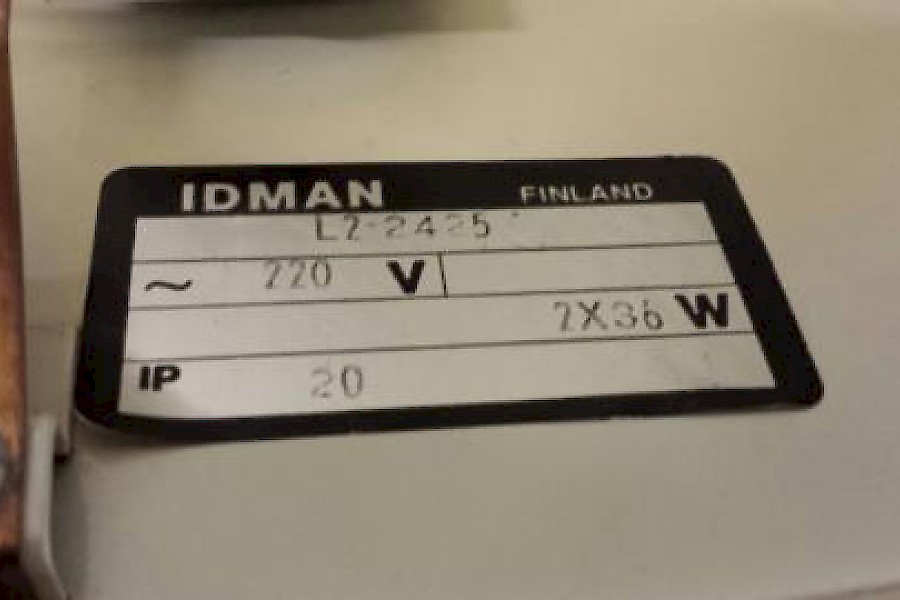 IDMAN FINLAND
L2-2425
~ 220 V
2X36 W
IP 20